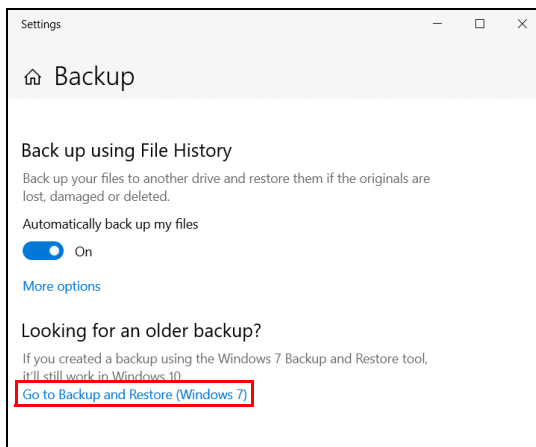 Settings
Backup
Back up using File History
Back up your files to another drive and restore them if the originals are
lost, damaged or deleted.
Automatically back up my files
On
More options
Looking for an older backup?
If you created a backup using the Windows 7 Backup and Restore tool,
it'll still work in Windows 10.
Go to Backup and Restore (Windows 7)